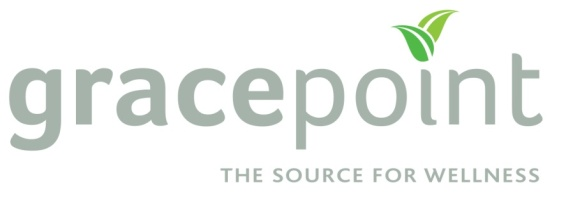 gracepoint
THE SOURCE FOR WELLNESS